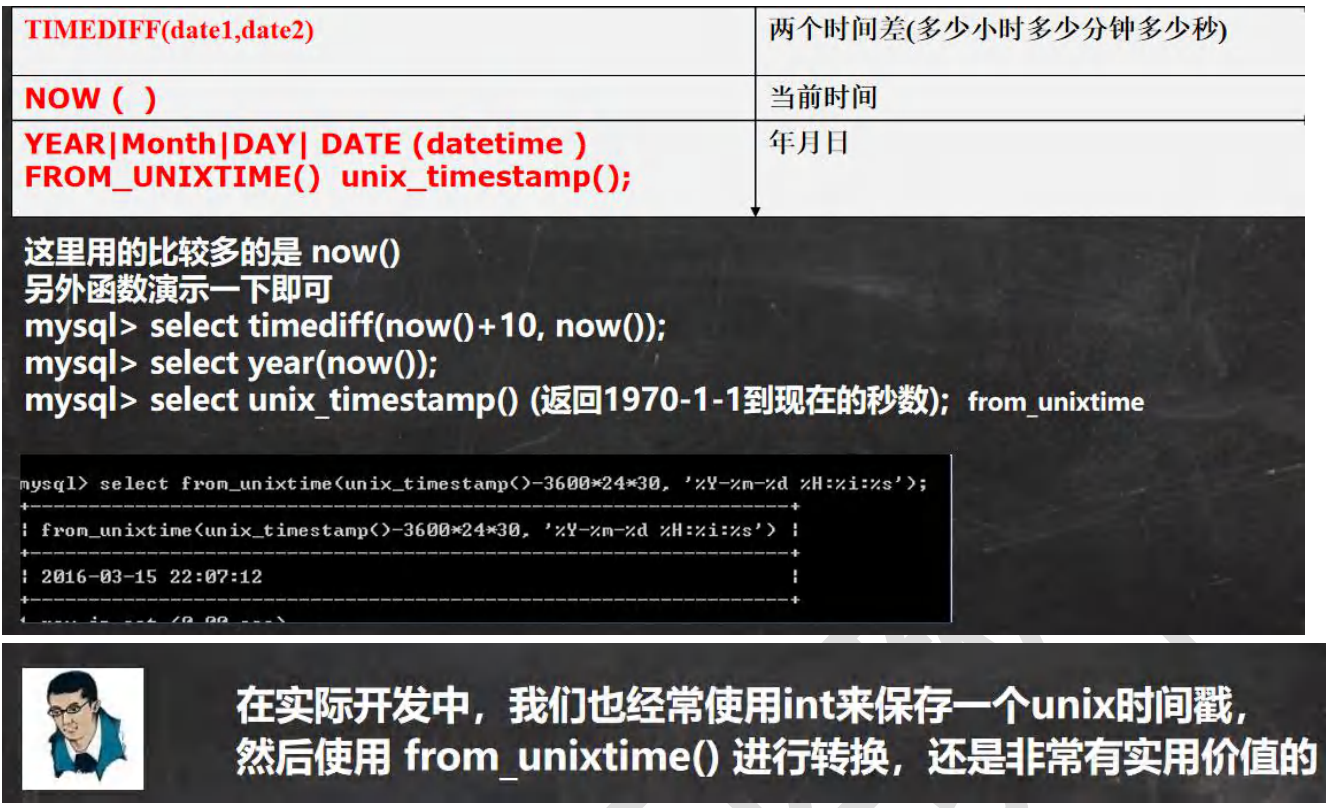 TIMEDIFF(date1,date2)
两个时间差(多少小时多少分钟多少秒)
NOW ( )
当前时间
YEAR|Month|DAY| DATE (datetime )
FROM_UNIXTIME() unix_timestamp();
年月日
这里用的比较多的是 now()
另外函数演示一下即可
mysql> select timediff(now()+10, now());
mysql> select year(now());
mysql> select unix_timestamp() (返回1970-1-1到现在的秒数); from_unixtime
mysql> select from_unixtime(unix_timestamp()-3600*24*30, '%Y-%m-%d %H:%i:%s');
from_unixtime(unix_timestamp()-3600*24*30, '%Y-%m-%d %H:%i:%s')
2016-03-15 22:07:12
在实际开发中，我们也经常使用int来保存一个unix时间戳，
然后使用 from_unixtime() 进行转换，还是非常有实用价值的